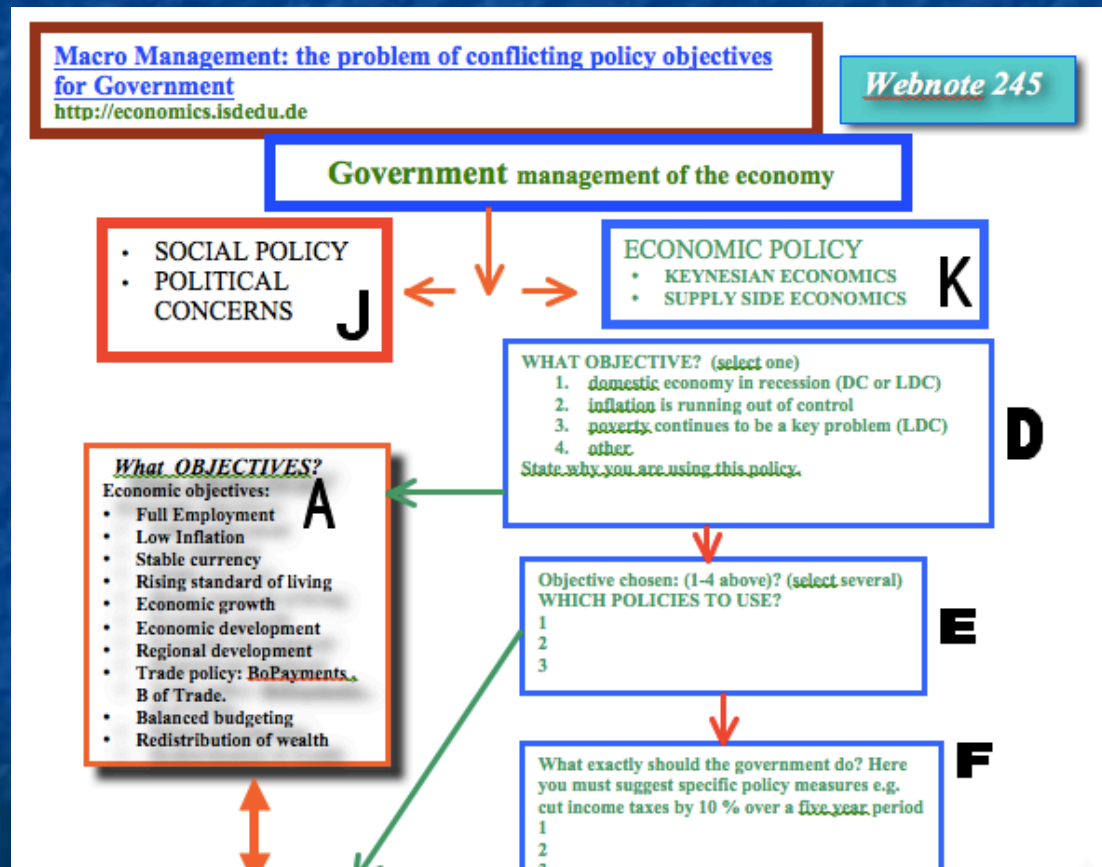 Macro Management: the problem of conflicting policy objectives
for Government
http://economics.isdedu.de
Webnote 245
Government management of the economy
• SOCIAL POLICY
• POLITICAL
CONCERNS
J
ECONOMIC POLICY
• KEYNESIAN ECONOMICS
• SUPPLY SIDE ECONOMICS
K
WHAT OBJECTIVE? (select one)
1. domestic economy in recession (DC or LDC)
2. inflation is running out of control
3. poverty continues to be a key problem (LDC)
4. other.
State why you are using this policy.
D
What OBJECTIVES?
Economic objectives:
A
• Full Employment
• Low Inflation
• Stable currency
• Rising standard of living
• Economic growth
• Economic development
• Regional development
• Trade policy: BoPayments,
B of Trade.
• Balanced budgeting
• Redistribution of wealth
Objective chosen: (1-4 above)? (select several)
WHICH POLICIES TO USE?
1
2
3
E
What exactly should the government do? Here
you must suggest specific policy measures e.g.
cut income taxes by 10 % over a five year period
1
2
F